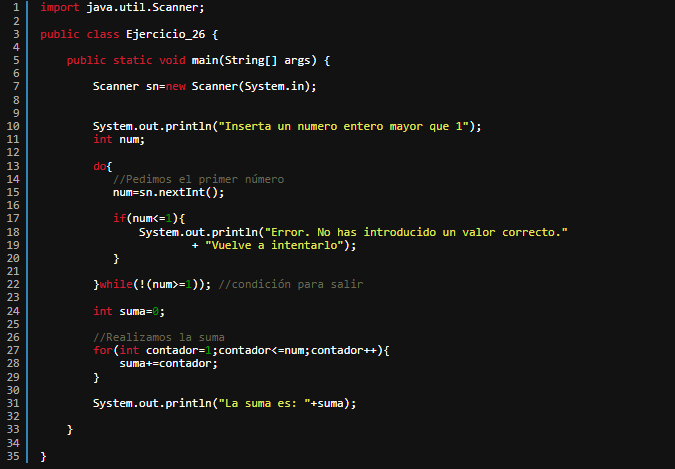 1 import java.util.Scanner;
2
3 public class Ejercicio_26 {
4
5 public static void main(String[] args) {
6
7 Scanner sn=new Scanner(System.in);
8
9
10 System.out.println("Inserta un numero entero mayor que 1");
11 int num;
12
13 do{
14 //Pedimos el primer número
15 num=sn.nextInt();
16
17 if(num<=1){
18 System.out.println("Error. No has introducido un valor correcto."
19 + "Vuelve a intentarlo");
20 }
21
22 }while(!(num>=1)); //condición para salir
23
24 int suma=0;
25
26 //Realizamos la suma
27 for(int contador=1;contador<=num;contador++){
28 suma+=contador;
29 }
30
31 System.out.println("La suma es: "+suma);
32
33 }
34
35 }